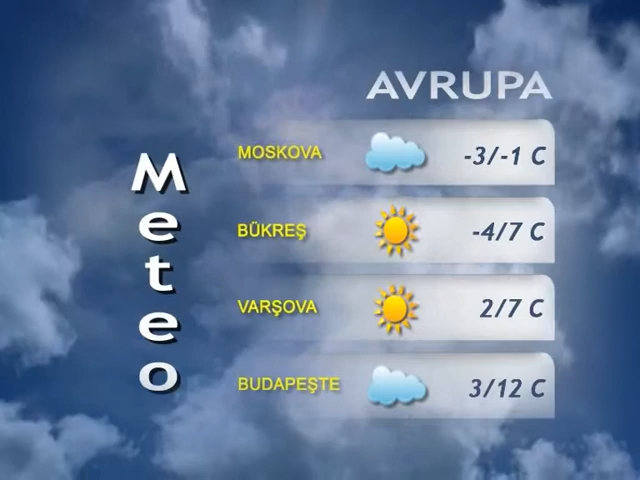 AVRUPA
Meteo
MOSKOVA -3/-1 C
BÜKREŞ -4/7 C
VARŞOVA 2/7 C
BUDAPEŞTE 3/12 C